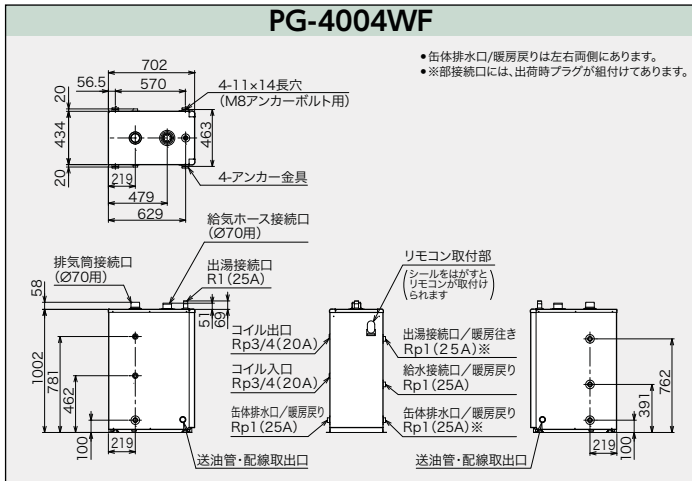 PG-4004WF
●缶体排水口/暖房戻りは左右両側にあります。
●※部接続口には、出荷時プラグが組付けてあります。
702
56.5
570
20
434
20
463
4-11×14長穴
(M8アンカーボルト用)
4-アンカー金具
219
479
629
給気ホース接続口
(Ø70用)
排気筒接続口
(Ø70用)
出湯接続口
R1(25A)
リモコン取付部
(シールをはがすと
リモコンが取付け
られます)
58
51
69
1002
781
462
100
219
コイル出口
Rp3/4(20A)
コイル入口
Rp3/4(20A)
缶体排水口/暖房戻り
Rp1(25A)
出湯接続口/暖房往き
Rp1(25A)※
給水接続口/暖房戻り
Rp1(25A)
缶体排水口/暖房戻り
Rp1(25A)※
762
391
100
219
送油管・配線取出口
送油管・配線取出口